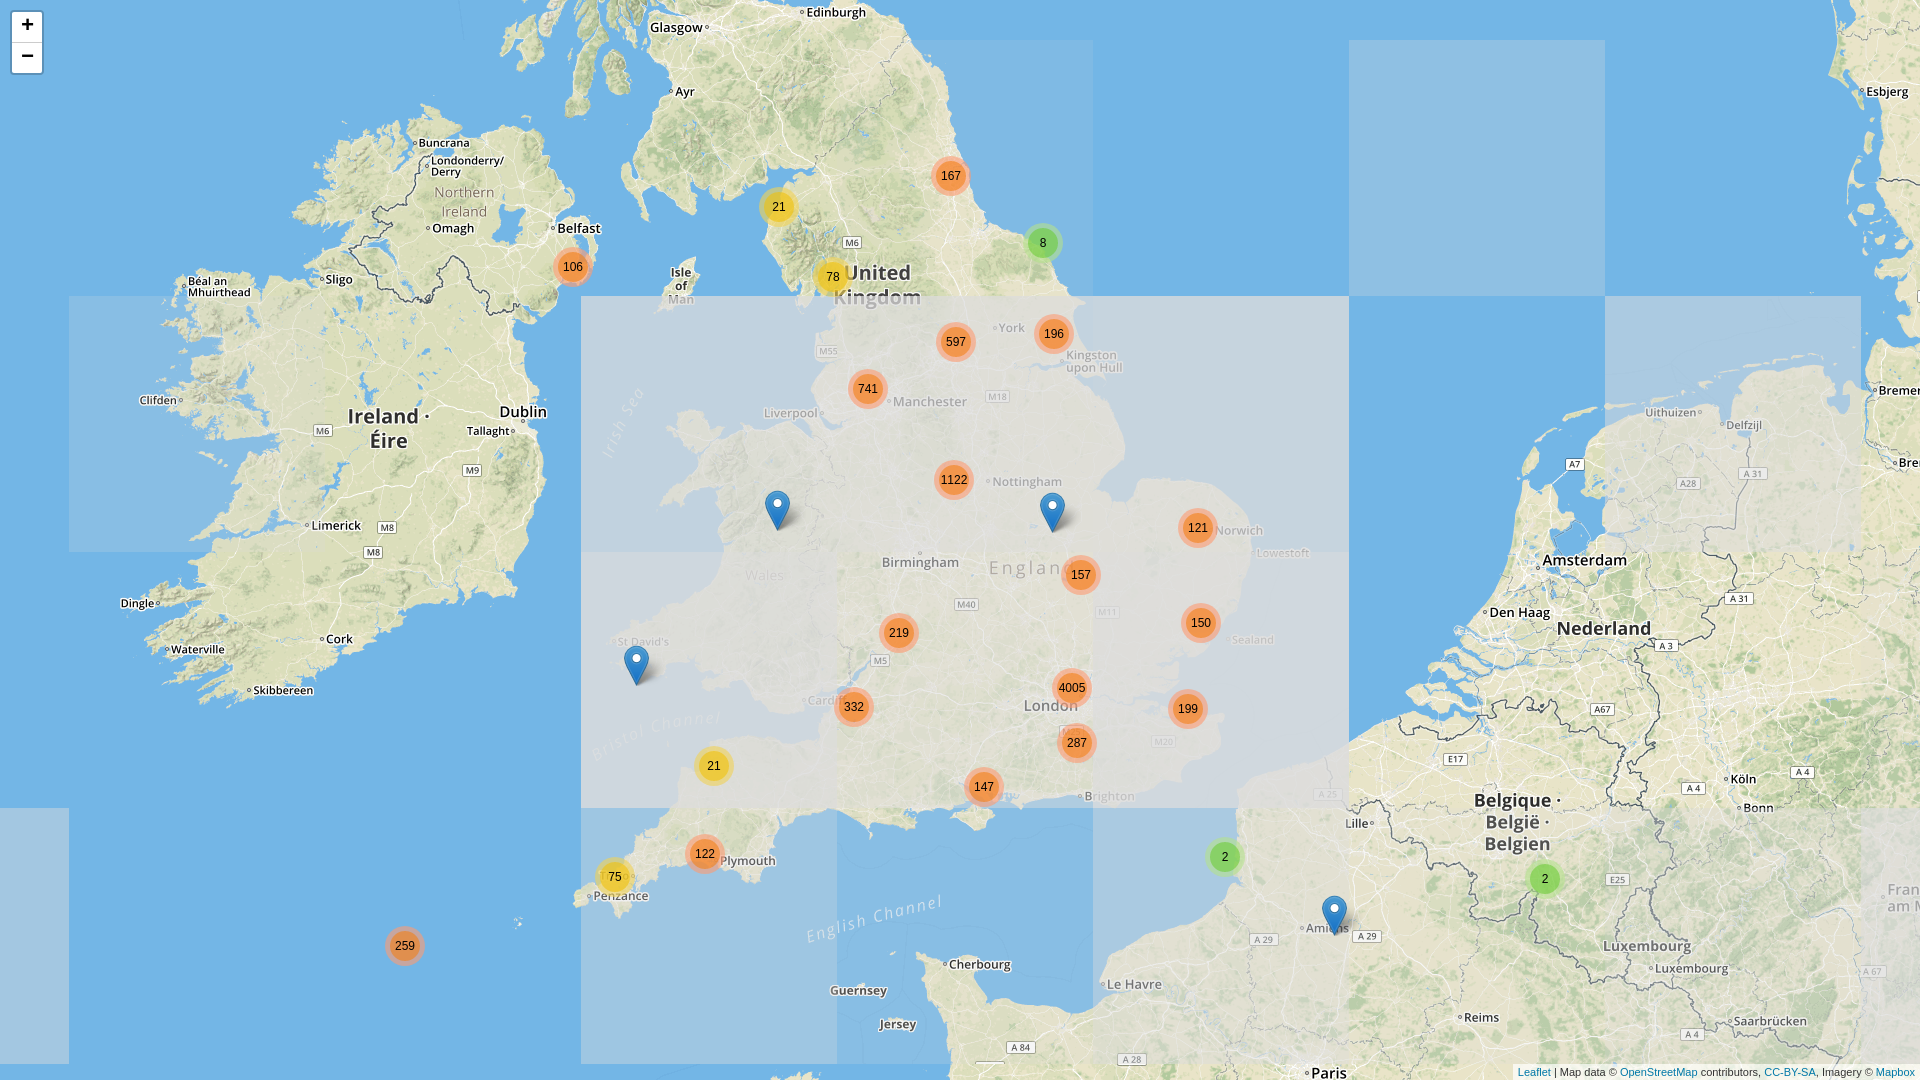 +
−
Edinburgh
Glasgow
Ayr
Esbjerg
Buncrana
Londonderry/
Derry
Northern
Ireland
Omagh
Belfast
167
21
8
M6
106
78
United
Kingdom
Isle
of
Man
Sligo
Béal an
Mhuirthead
York
196
597
M55
Kingston
upon Hull
741
Manchester
M18
Liverpool
Irish Sea
Clifden
Ireland ·
Éire
M6
Dublin
Tallaght
M9
Uithuizen
Delfzijl
Bremer
A7
A 31
A28
Bre
1122
Nottingham
121
Norwich
Lowestoft
Limerick
M8
M8
Birmingham
England
157
Wales
M40
M11
Amsterdam
A 31
Den Haag
Nederland
A 3
Dingle
Cork
Waterville
Skibbereen
St David's
219
150
Sealand
M5
4005
London
199
Cardiff
332
A67
Bristol Channel
287
M20
E17
21
147
Brighton
A 25
Köln
A 4
A 4
Bonn
Belgique ·
België ·
Belgien
Lille
122
Plymouth
75
Penzance
2
2
E25
Fran
am M
English Channel
259
Amiens
A 29
A 29
Luxembourg
Luxembourg
A 67
Cherbourg
Guernsey
Le Havre
Jersey
Reims
Saarbrücken
A 4
A 84
A 28
Paris
Leaflet | Map data © OpenStreetMap contributors, CC-BY-SA, Imagery © Mapbox